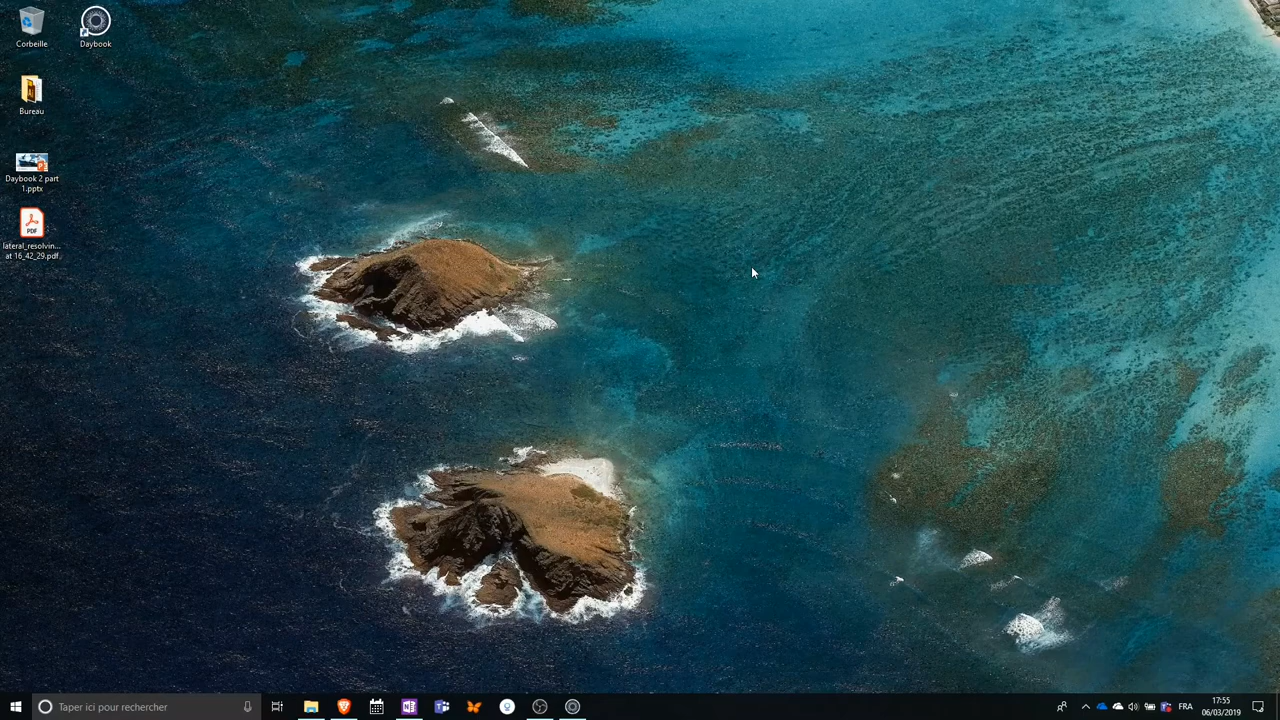 Corbeille
Daybook
Bureau
Daybook 2 part
1.pptx
PDF
lateral_resolvin...
at 16_42_29.pdf
Taper ici pour rechercher
FRA
17:55
06/03/2019